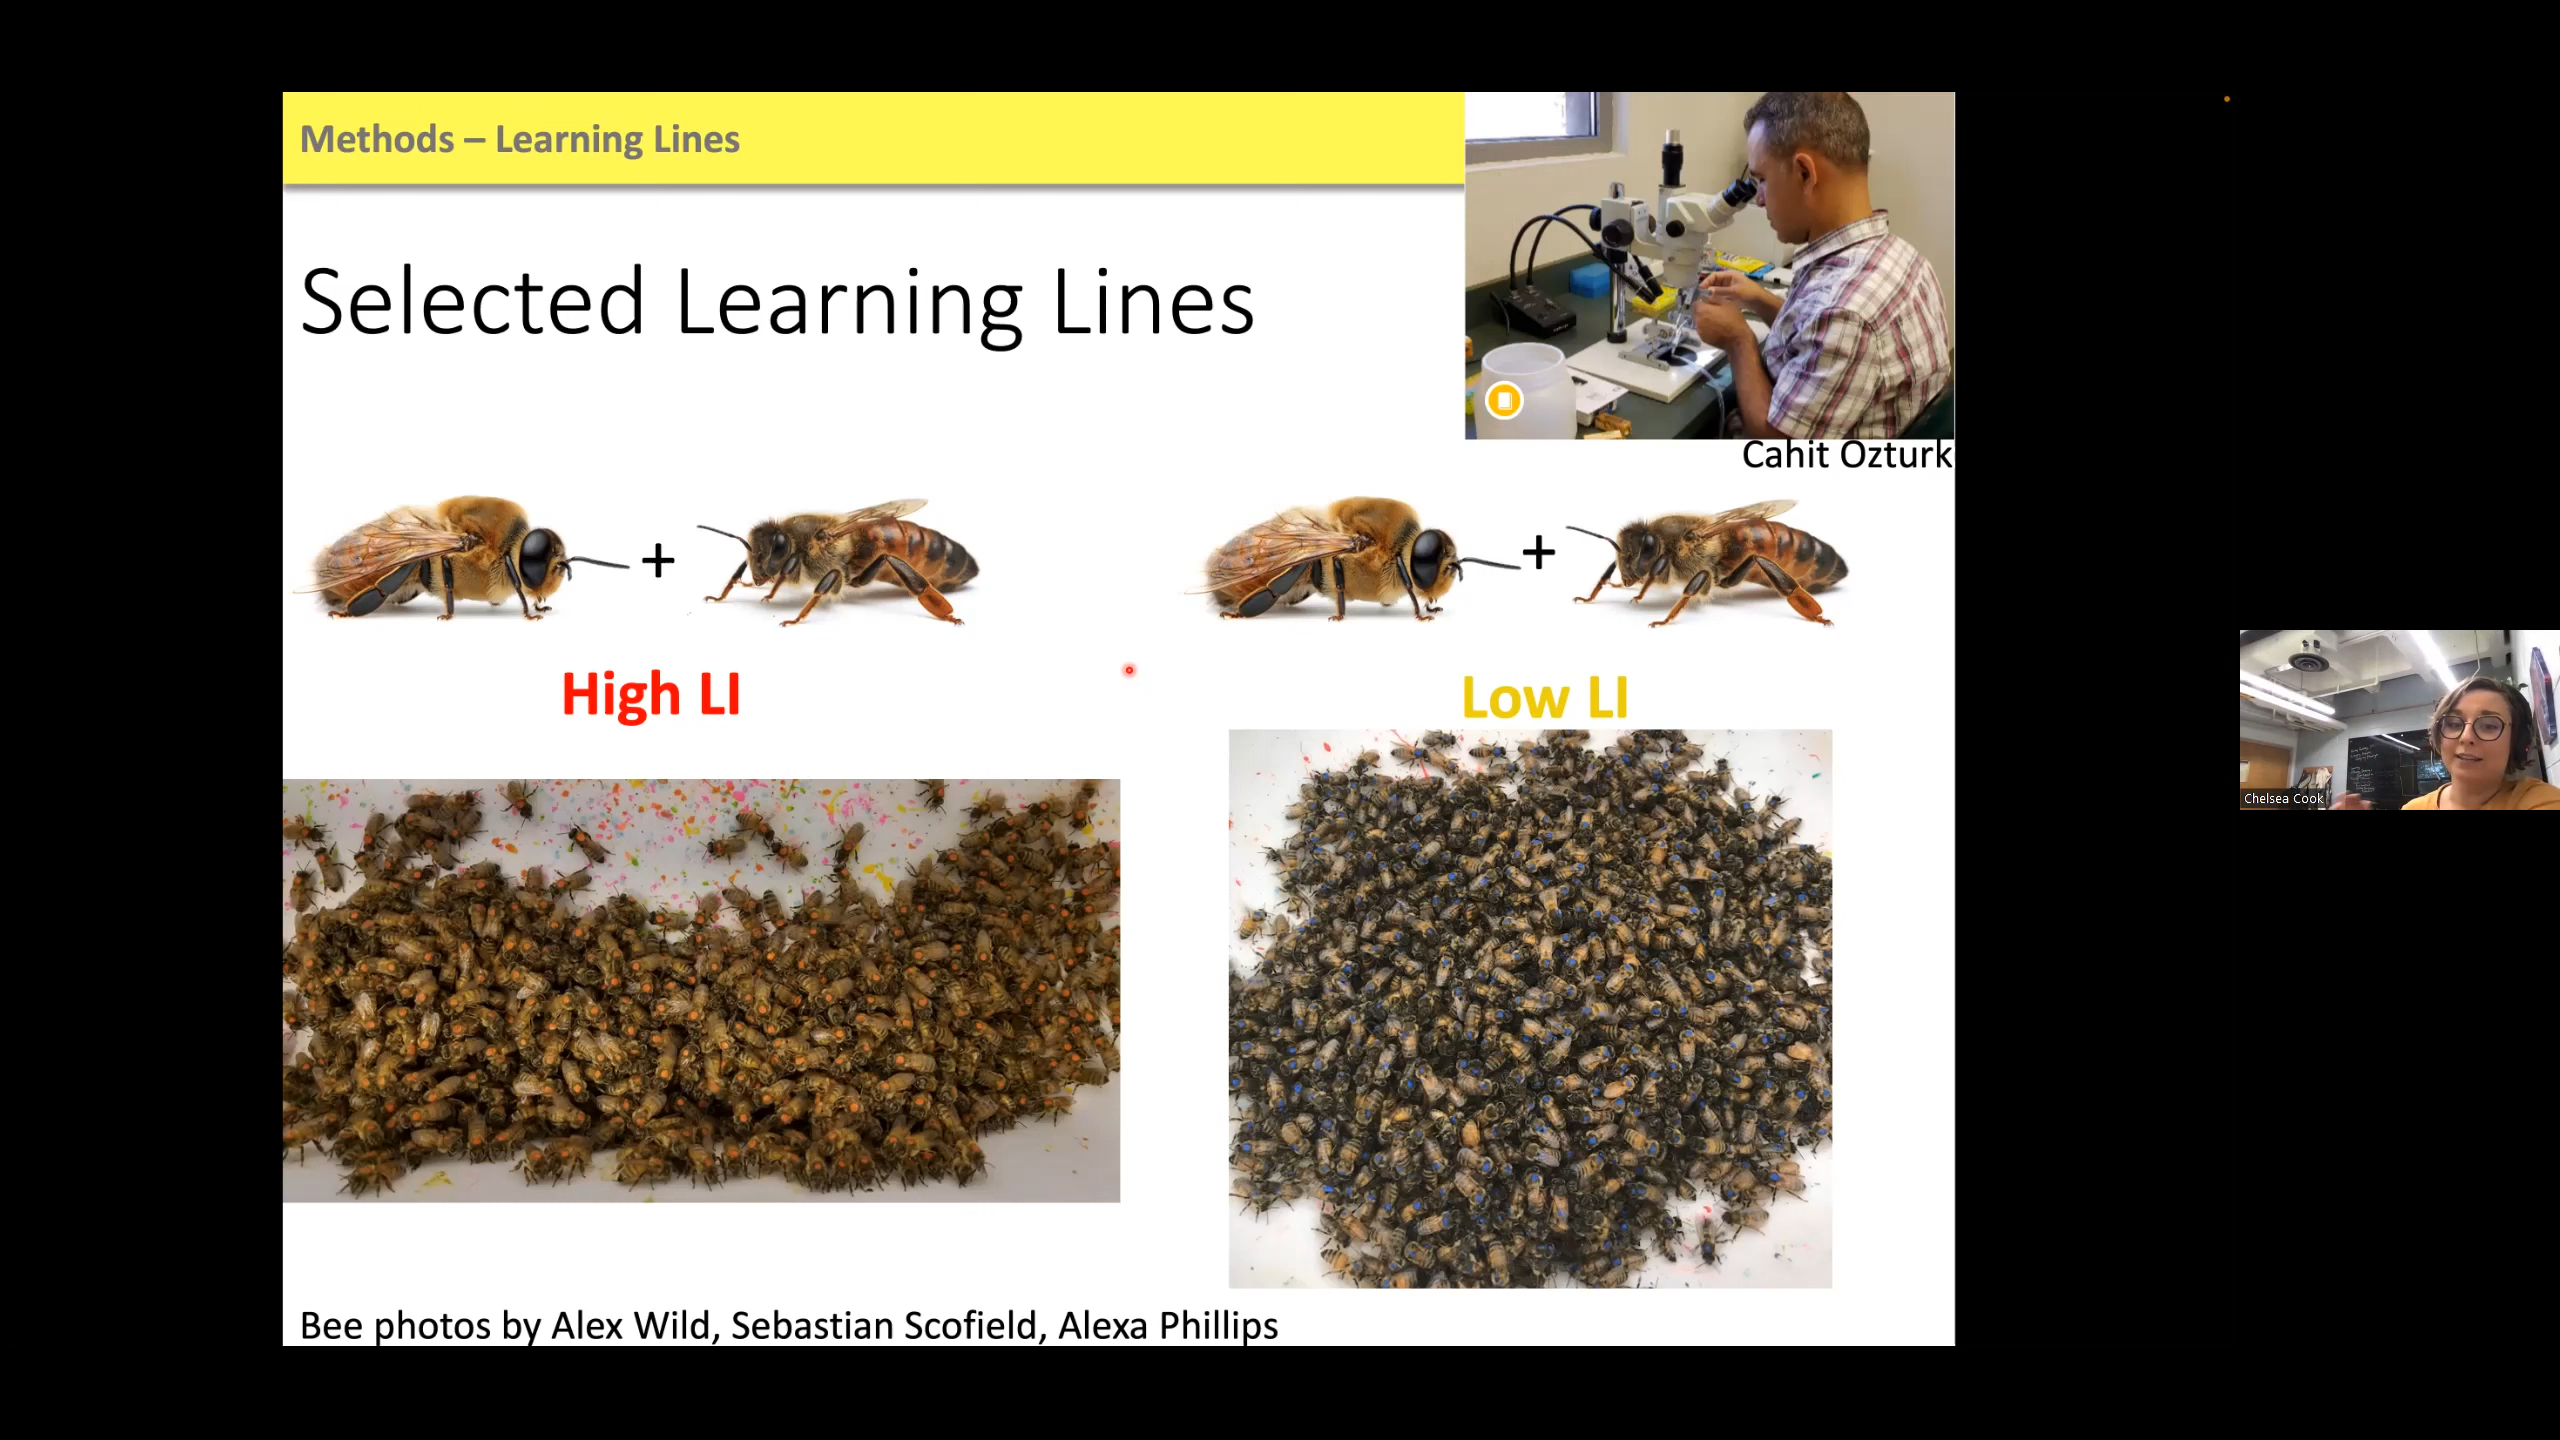 Methods – Learning Lines
Selected Learning Lines
Cahit Ozturk
+
+
High LI
Low LI
Chelsea Cook
Bee photos by Alex Wild, Sebastian Scofield, Alexa Phillips